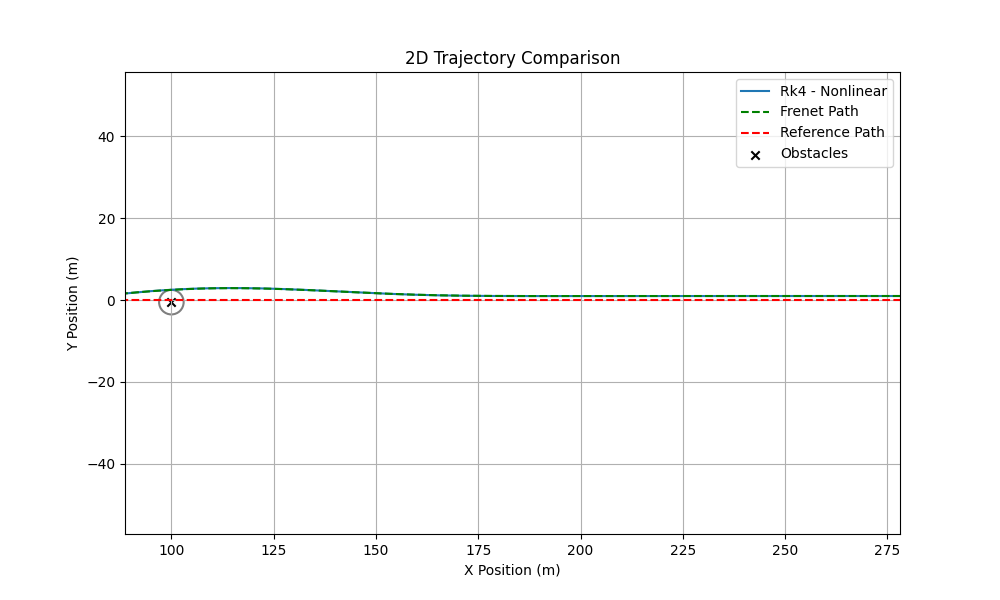 2D Trajectory Comparison
Rk4 - Nonlinear
Frenet Path
Reference Path
Obstacles
Y Position (m)
40
20
0
−20
−40
100
125
150
175
200
225
250
275
X Position (m)